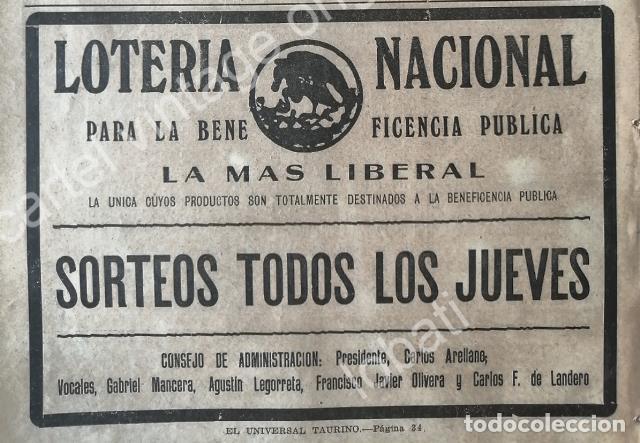 LOTERIA NACIONAL
PARA LA BENE FICENCIA PUBLICA
LA MAS LIBERAL
LA UNICA CUYOS PRODUCTOS SON TOTALMENTE DESTINADOS A LA BENEFICENCIA PUBLICA
SORTEOS TODOS LOS JUEVES
CONSEJO DE ADMINISTRACION: Presidente, Carlos Arellano;
Vocales, Gabriel Mancera, Agustin Legorreta, Francisco Javier Olivera y Carlos F. de Landero
EL UNIVERSAL TAURINO.—Página 34.
todocoleccion